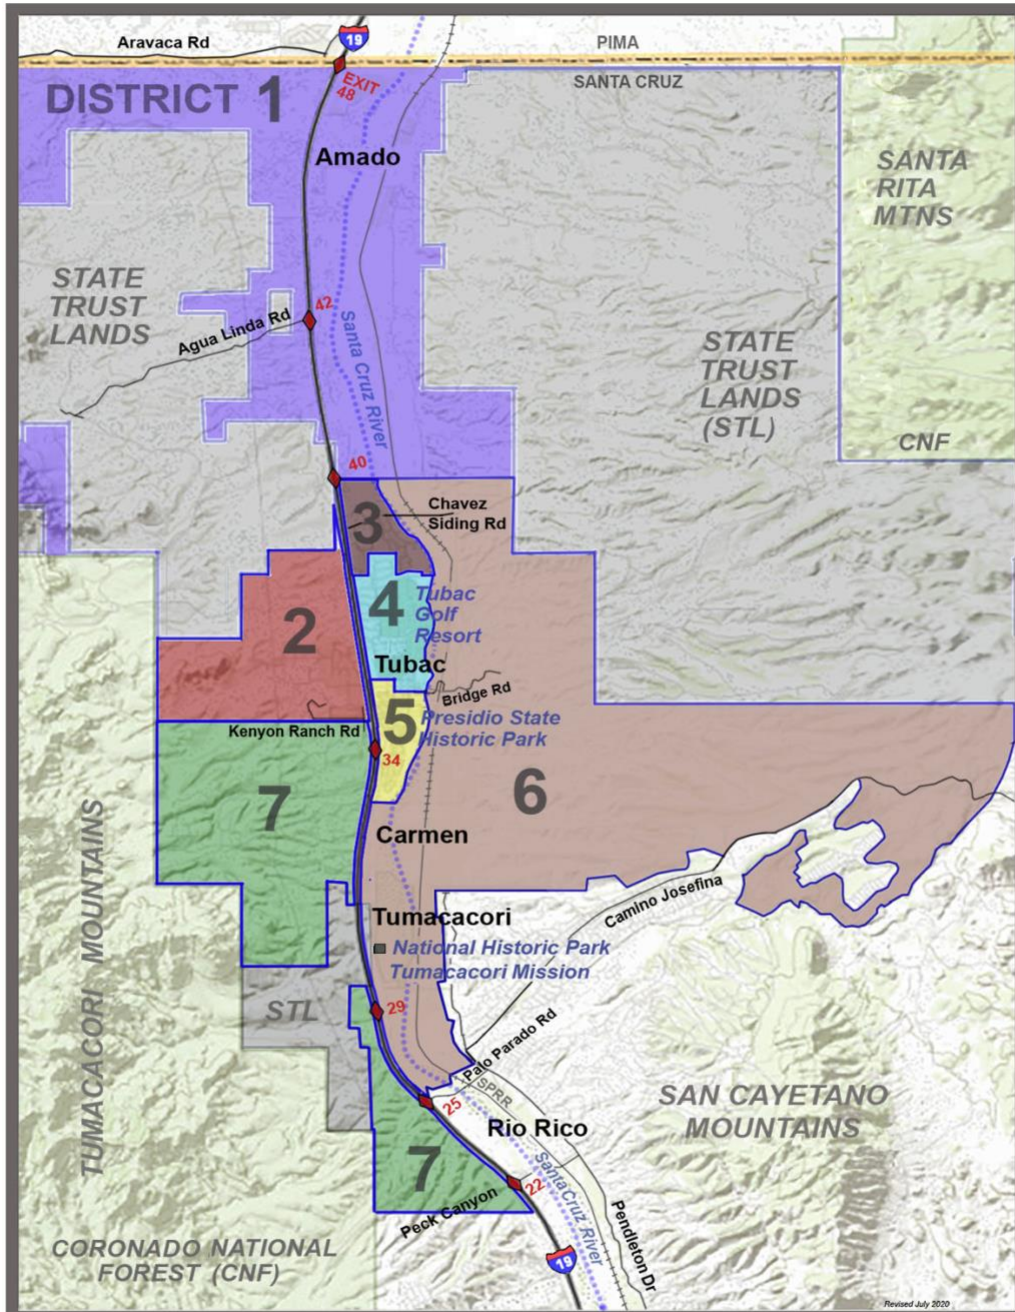 Aravaca Rd
19
PIMA
SANTA CRUZ
EXIT
48
DISTRICT 1
Amado
SANTA
RITA
MTNS
STATE
TRUST
LANDS
42
Agua Linda Rd
Santa Cruz River
STATE
TRUST
LANDS
(STL)
CNF
40
3
Chavez
Siding Rd
2
4
Tubac
Golf
Resort
Tubac
Bridge Rd
5
Presidio State
Historic Park
Kenyon Ranch Rd
34
7
6
Carmen
TUMACACORI MOUNTAINS
Camino Josefina
Tumacacori
National Historic Park
Tumacacori Mission
STL
29
Palo Parado Rd
SPRR
25
SAN CAYETANO
MOUNTAINS
Rio Rico
7
22
Santa Cruz River
Peck Canyon
Pendleton Dr
CORONADO NATIONAL
FOREST (CNF)
19
Revised July 2020